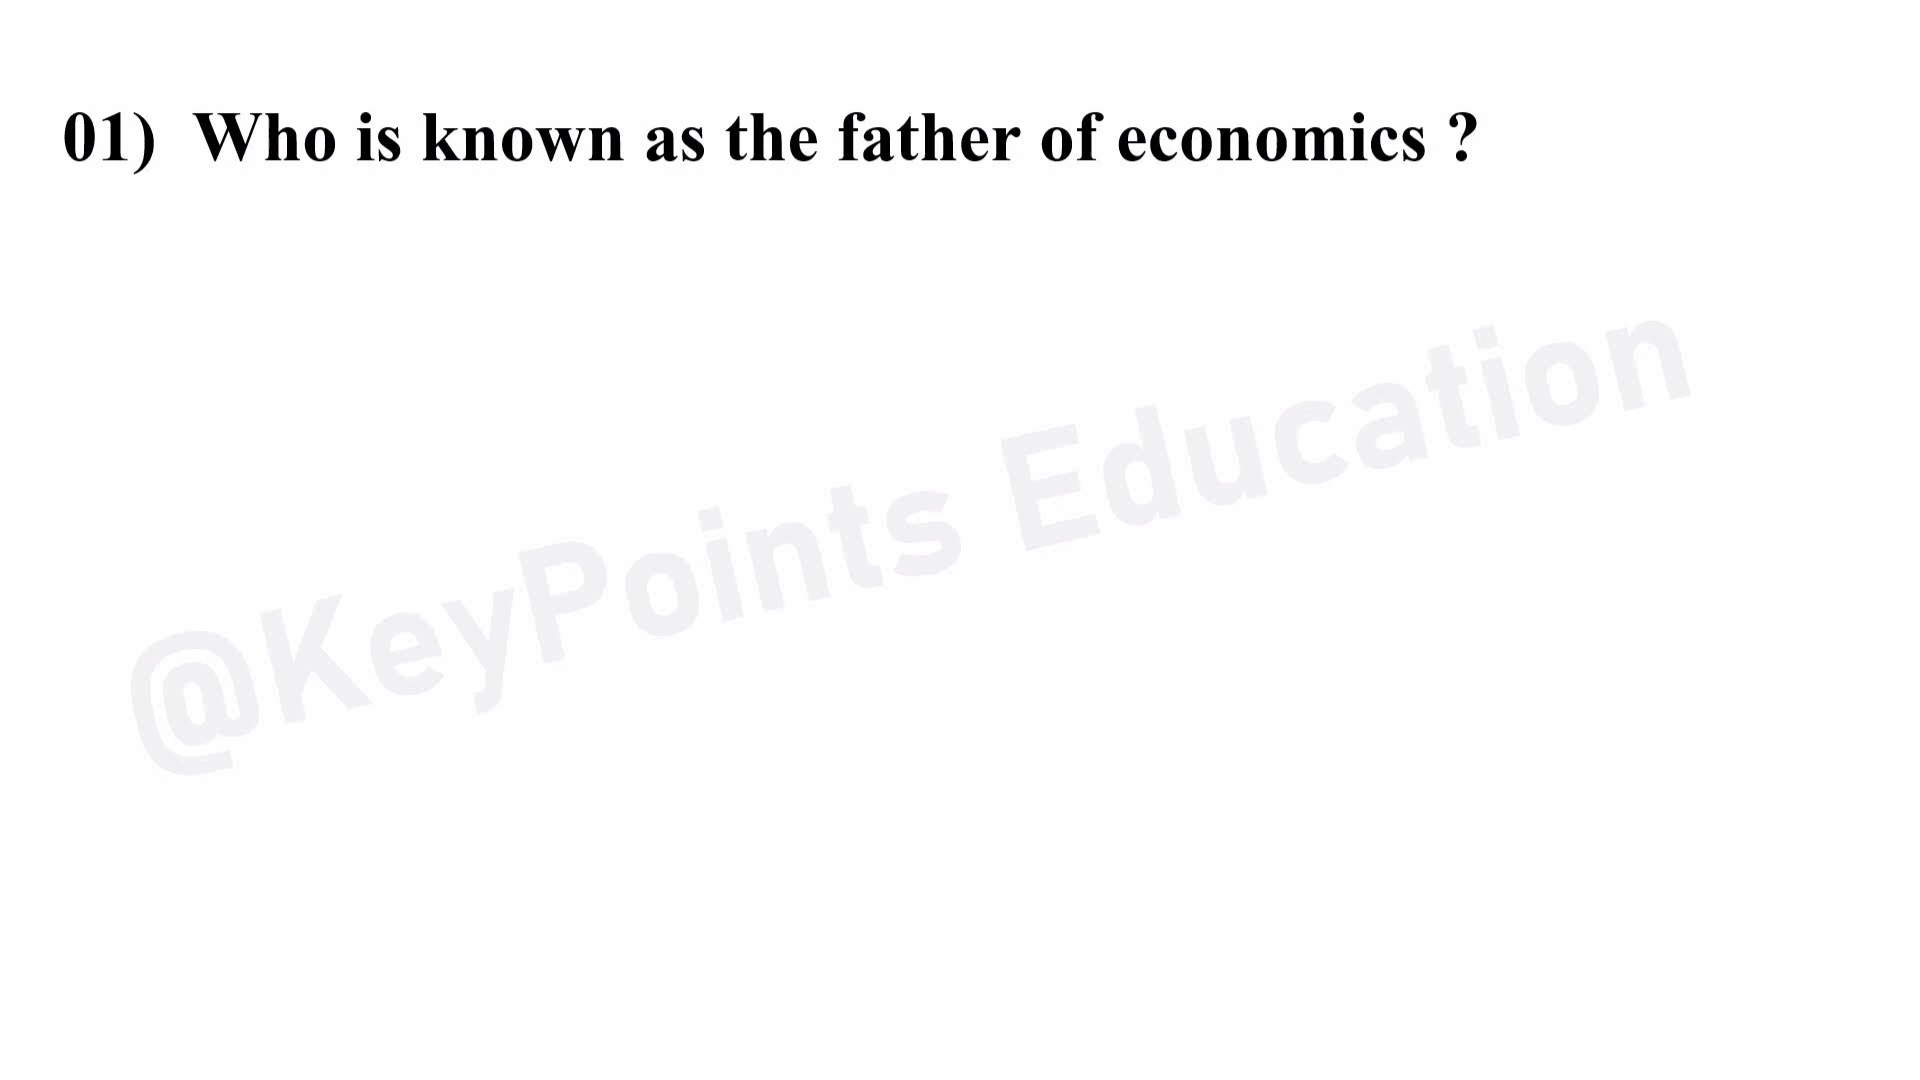 01) Who is known as the father of economics ?
@KeyPoints Education